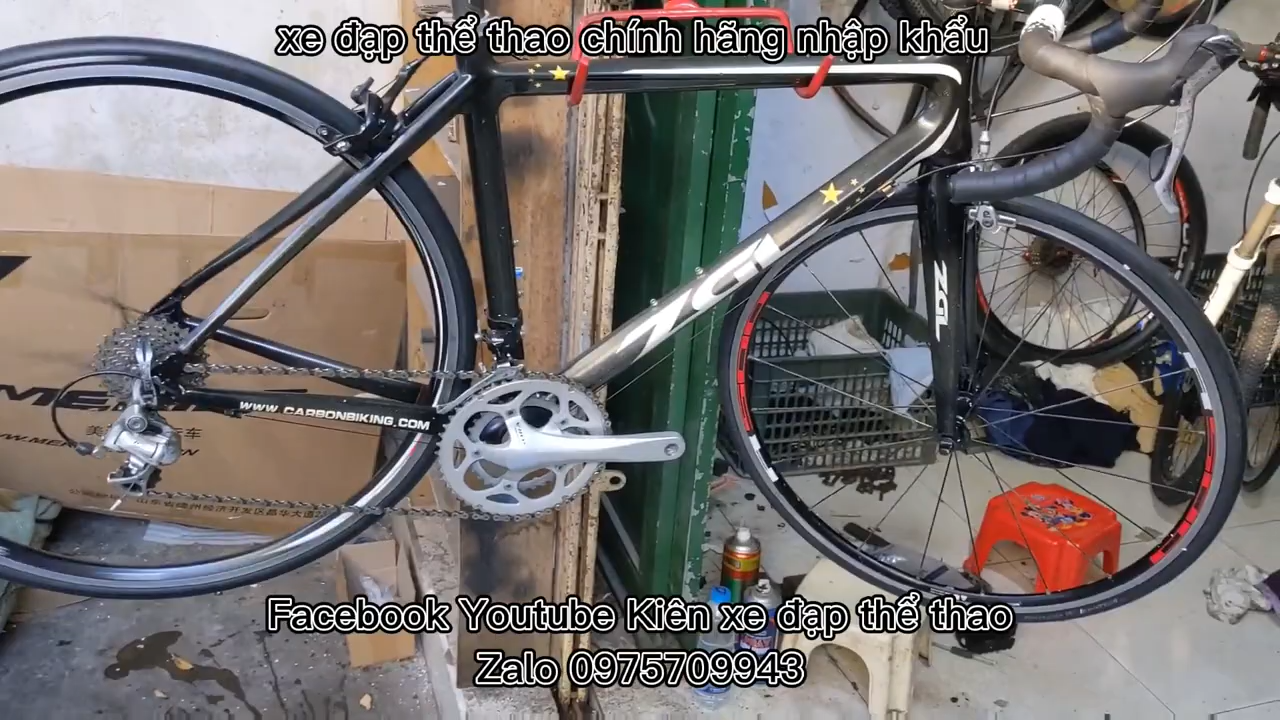 xe đạp thể thao chính hãng nhập khẩu
ZGL
ZGL
WWW.CARBONBIKING.COM
Facebook Youtube Kiên xe đạp thể thao
Zalo 0975709943